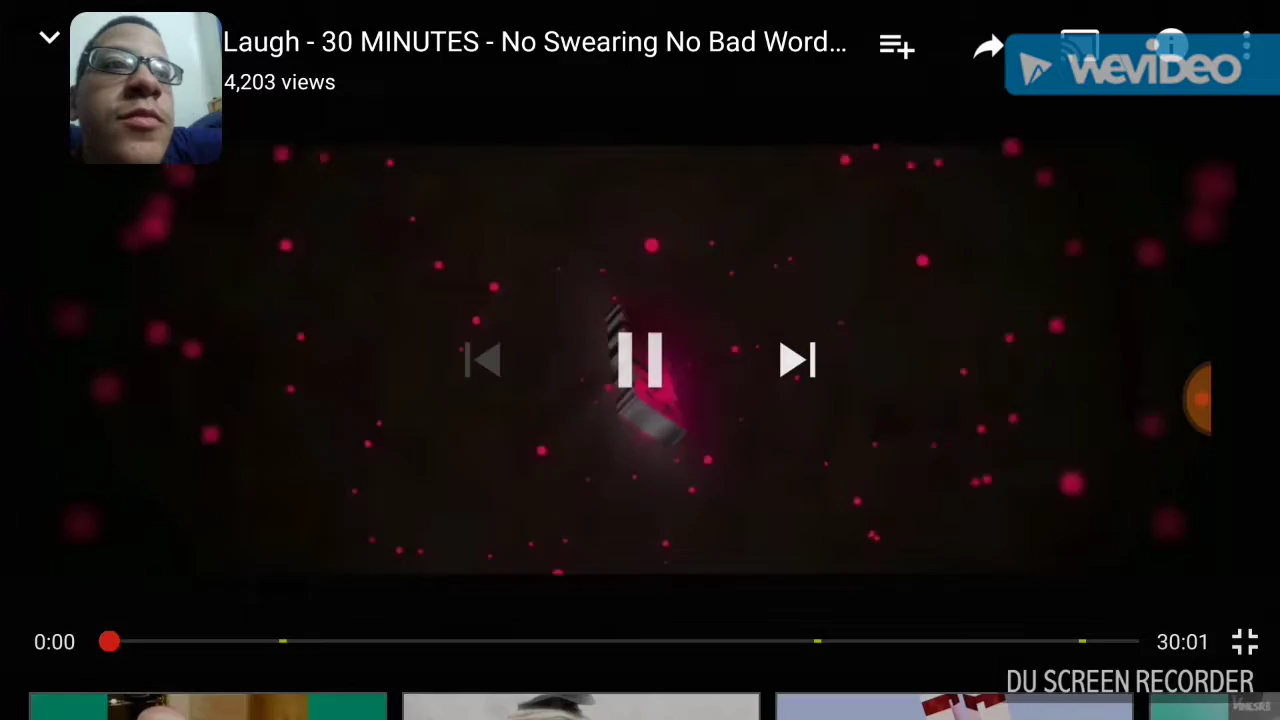 Laugh - 30 MINUTES - No Swearing No Bad Word...
4,203 views
WEVIDEO
0:00
30:01
DU SCREEN RECORDER